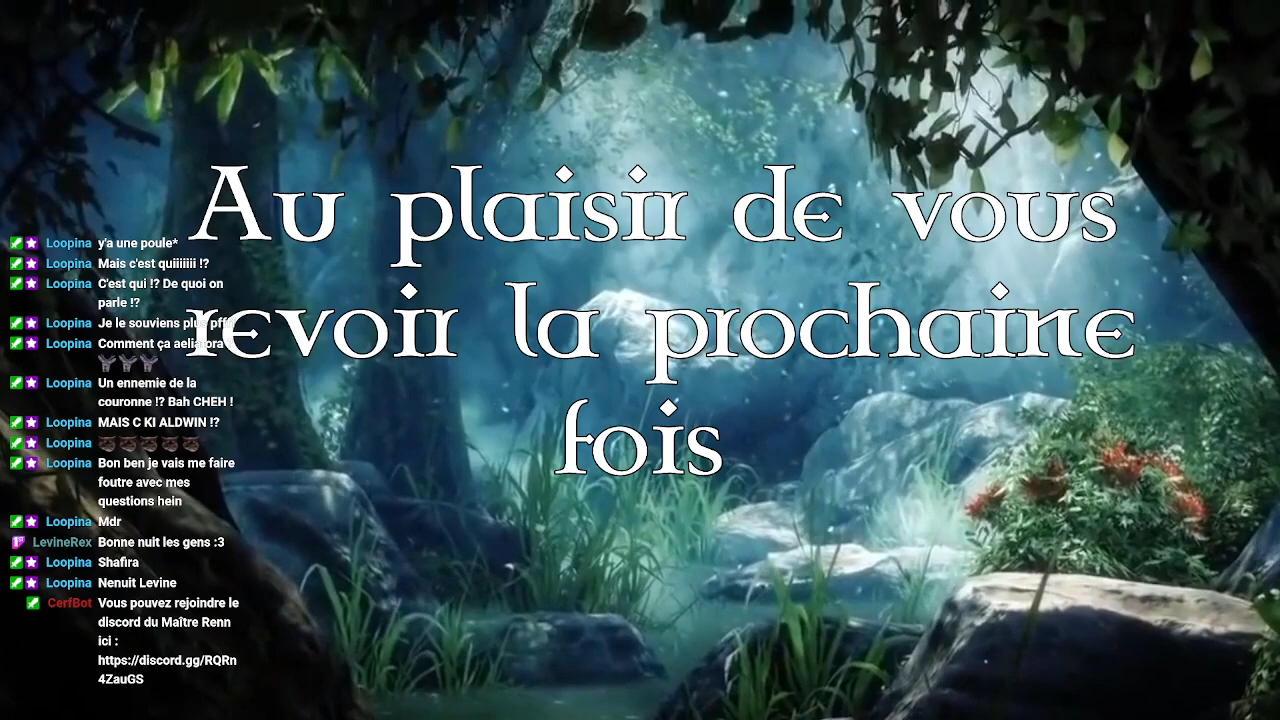 Au plaisir de vous
revoir la prochaine
fois
Loopina y'a une poule*
Loopina Mais c'est quiiiiiii !?
Loopina C'est qui !? De quoi on
parle !?
Loopina Je le souviens plus pfff
Loopina Comment ça
Loopina Un ennemie de la
couronne !? Bah CHEH !
Loopina MAIS C KI ALDWIN !?
Loopina
Loopina Bon ben je vais me faire
foutre avec mes
questions hein
Loopina Mdr
LevineRex Bonne nuit les gens :3
Loopina Shafira
Loopina Nenuit Levine
CerfBot Vous pouvez rejoindre le
discord du Maître Renn
ici :
https://discord.gg/RQRn
4ZauGS